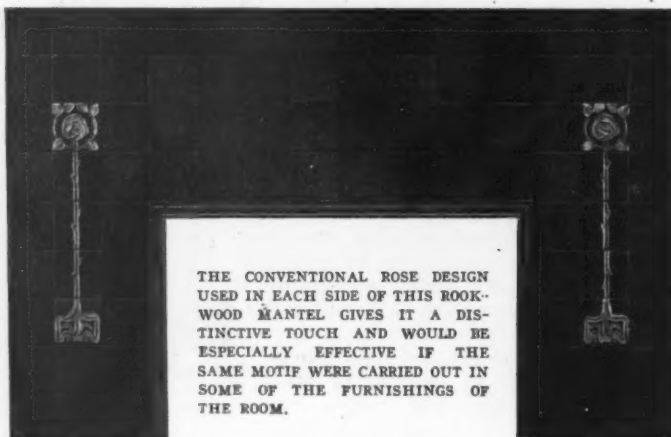 THE CONVENTIONAL ROSE DESIGN
USED IN EACH SIDE OF THIS ROOK-
WOOD MANTEL GIVES IT A DIS-
TINCTIVE TOUCH AND WOULD BE
ESPECIALLY EFFECTIVE IF THE
SAME MOTIF WERE CARRIED OUT IN
SOME OF THE FURNISHINGS OF
THE ROOM.